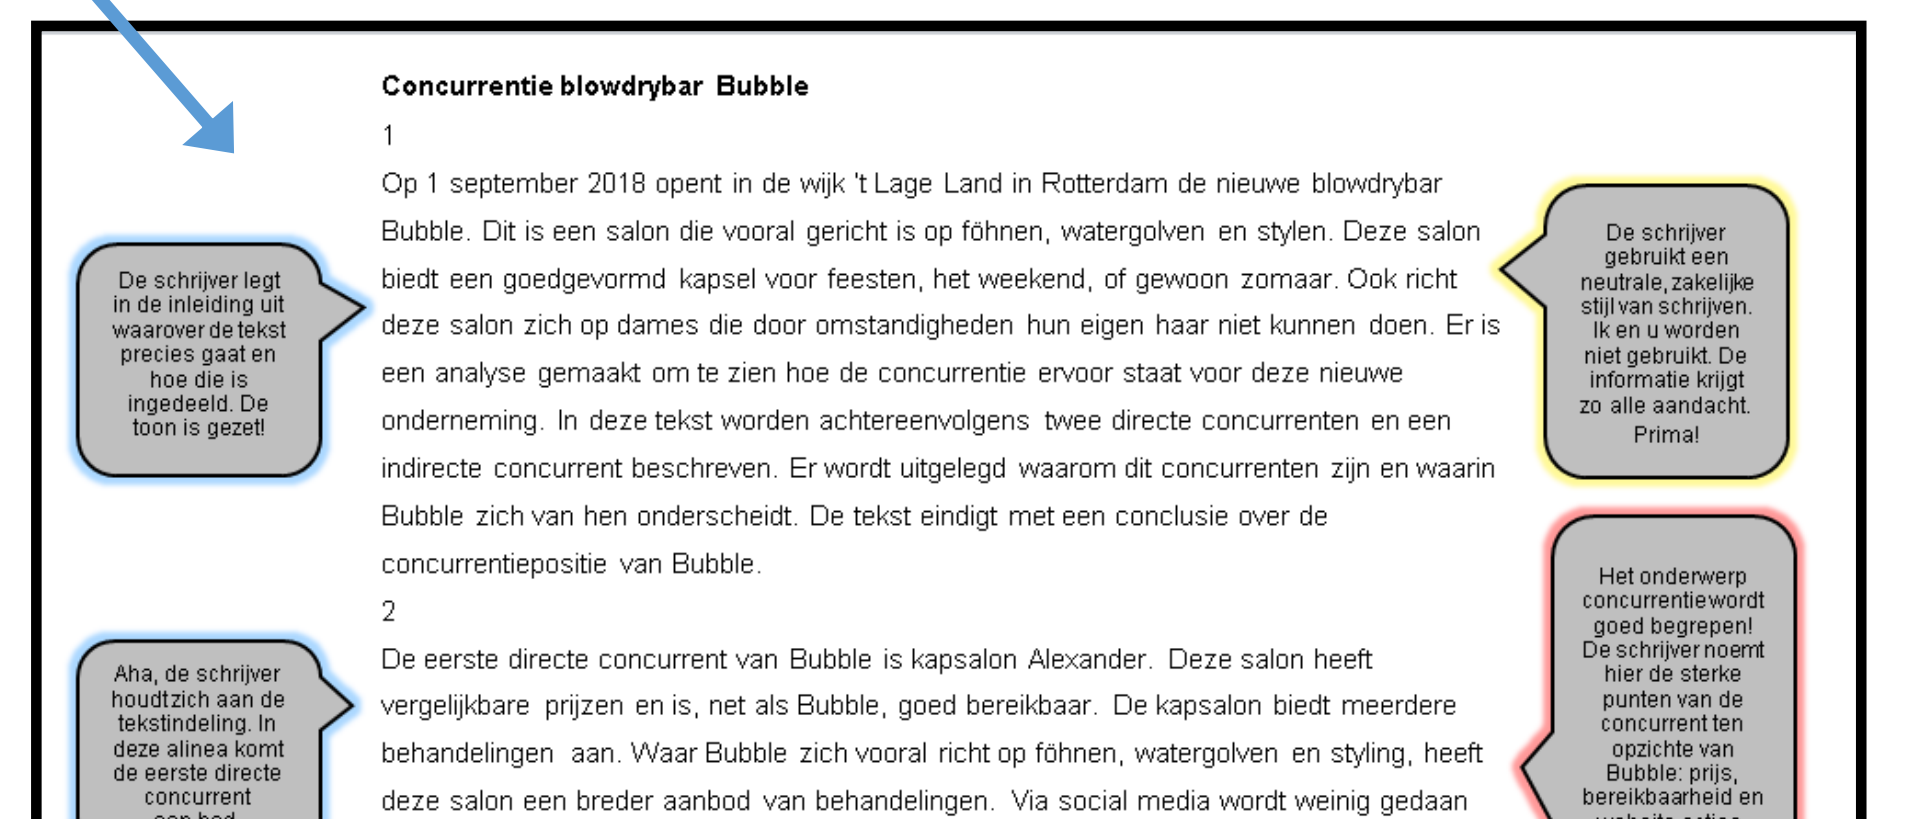 Concurrentie blowdrybar Bubble
1
Op 1 september 2018 opent in de wijk 't Lage Land in Rotterdam de nieuwe blowdrybar
Bubble. Dit is een salon die vooral gericht is op föhnen, watergolven en stylen. Deze salon
biedt een goedgevormd kapsel voor feesten, het weekend, of gewoon zomaar. Ook richt
deze salon zich op dames die door omstandigheden hun eigen haar niet kunnen doen. Er is
een analyse gemaakt om te zien hoe de concurrentie ervoor staat voor deze nieuwe
onderneming. In deze tekst worden achtereenvolgens twee directe concurrenten en een
indirecte concurrent beschreven. Er wordt uitgelegd waarom dit concurrenten zijn en waarin
Bubble zich van hen onderscheidt. De tekst eindigt met een conclusie over de
concurrentiepositie van Bubble.
2
De eerste directe concurrent van Bubble is kapsalon Alexander. Deze salon heeft
vergelijkbare prijzen en is, net als Bubble, goed bereikbaar. De kapsalon biedt meerdere
behandelingen aan. Waar Bubble zich vooral richt op föhnen, watergolven en styling, heeft
deze salon een breder aanbod van behandelingen. Via social media wordt weinig gedaan
De schrijver legt
in de inleiding uit
waarover de tekst
precies gaat en
hoe die is
ingedeeld. De
toon is gezet!
Aha, de schrijver
houdt zich aan de
tekstindeling. In
deze alinea komt
de eerste directe
concurrent
De schrijver
gebruikt een
neutrale, zakelijke
stijl van schrijven.
Ik en u worden
niet gebruikt. De
informatie krijgt
zo alle aandacht.
Prima!
Het onderwerp
concurrentie wordt
goed begrepen!
De schrijver noemt
hier de sterke
punten van de
concurrent ten
opzichte van
Bubble: prijs,
bereikbaarheid en